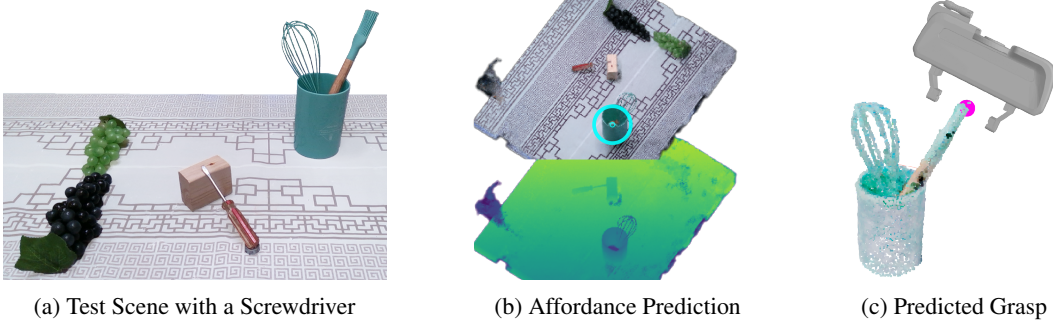 (a) Test Scene with a Screwdriver
(b) Affordance Prediction
(c) Predicted Grasp